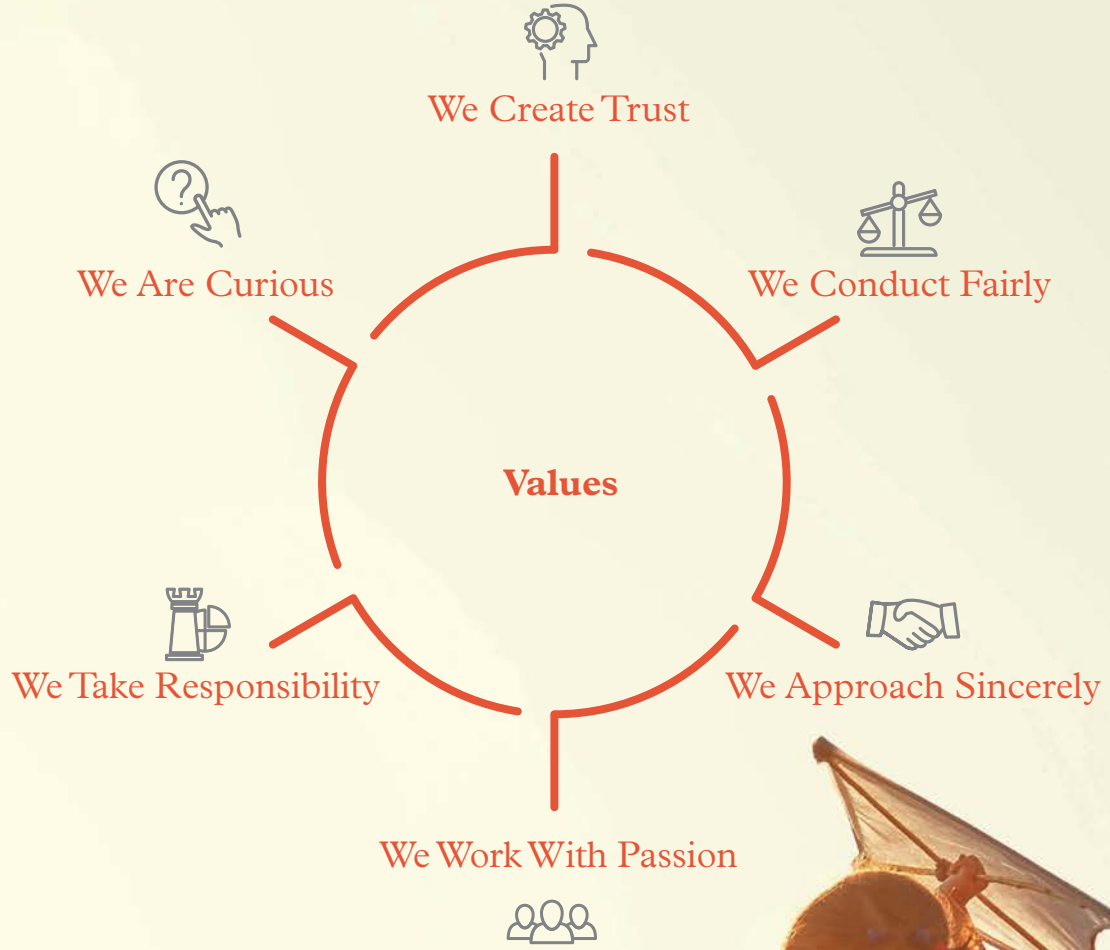 We Create Trust
We Are Curious
We Conduct Fairly
Values
We Take Responsibility
We Approach Sincerely
We Work With Passion